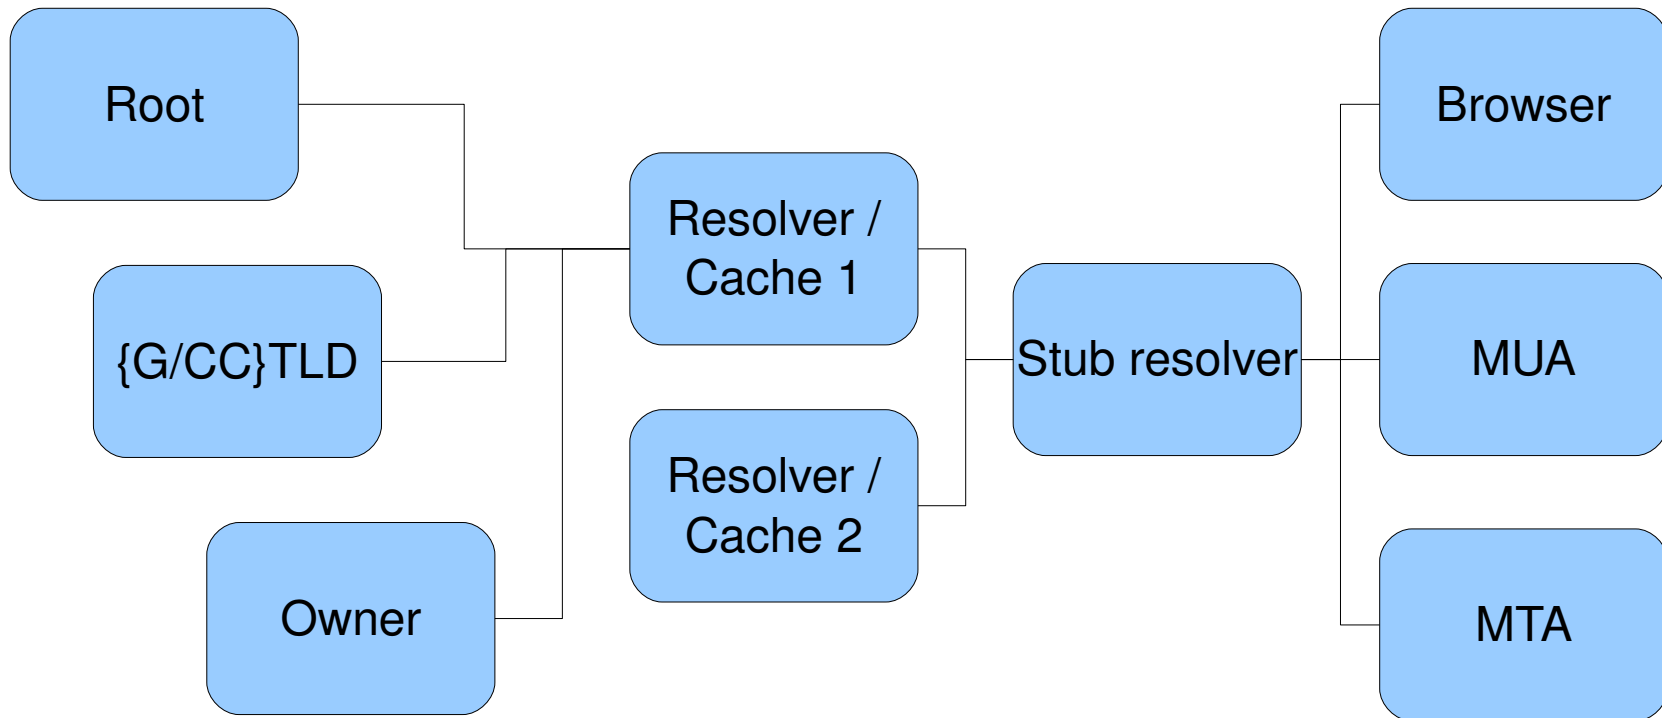 Root
{G/CC}TLD
Owner
Resolver /
Cache 1
Resolver /
Cache 2
Stub resolver
Browser
MUA
MTA